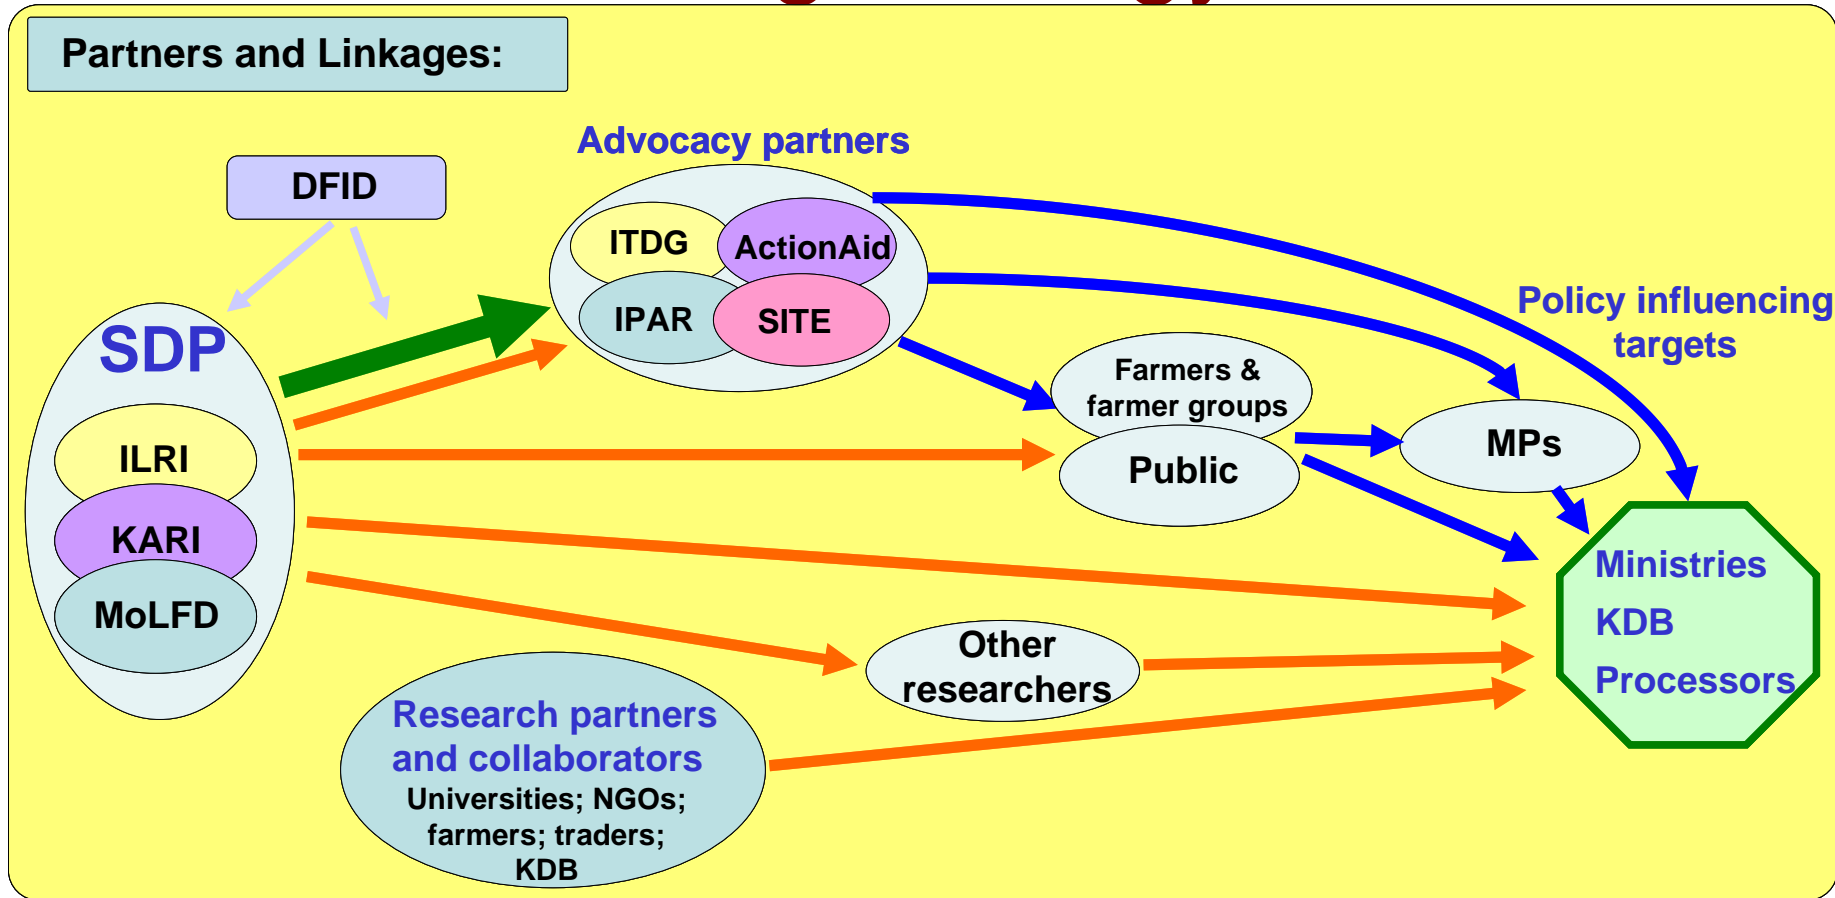 Partners and Linkages:
Advocacy partners
DFID
ITDG
ActionAid
IPAR
SITE
SDP
ILRI
KARI
MoLFD
Policy influencing
targets
Farmers &
farmer groups
Public
MPs
Ministries
KDB
Processors
Other
researchers
Research partners
and collaborators
Universities; NGOs;
farmers; traders;
KDB